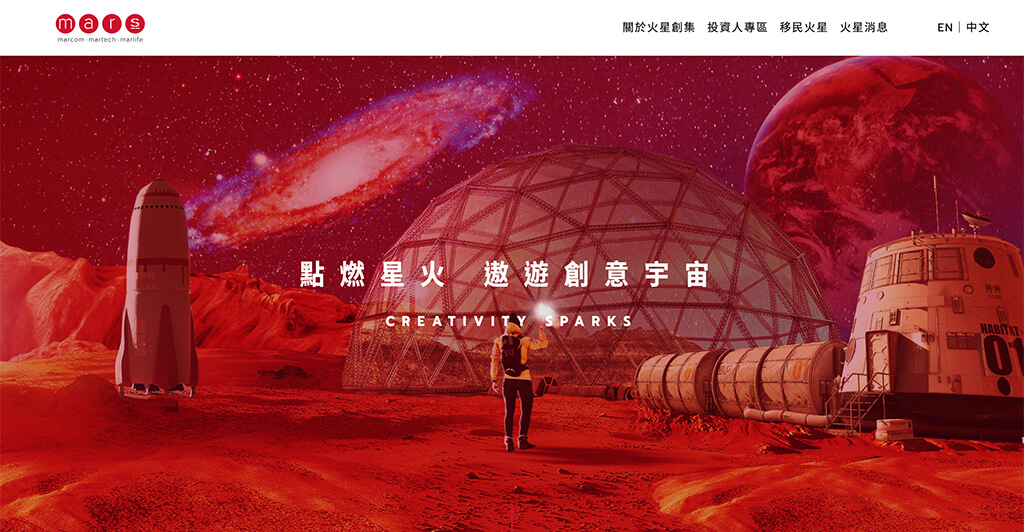 mars
marcom · martech · marlife
關於火星創集 投資人專區 移民火星 火星消息 EN｜中文
點燃星火 遨遊創意宇宙
CREATIVITY SPARKS
HABITAT
01